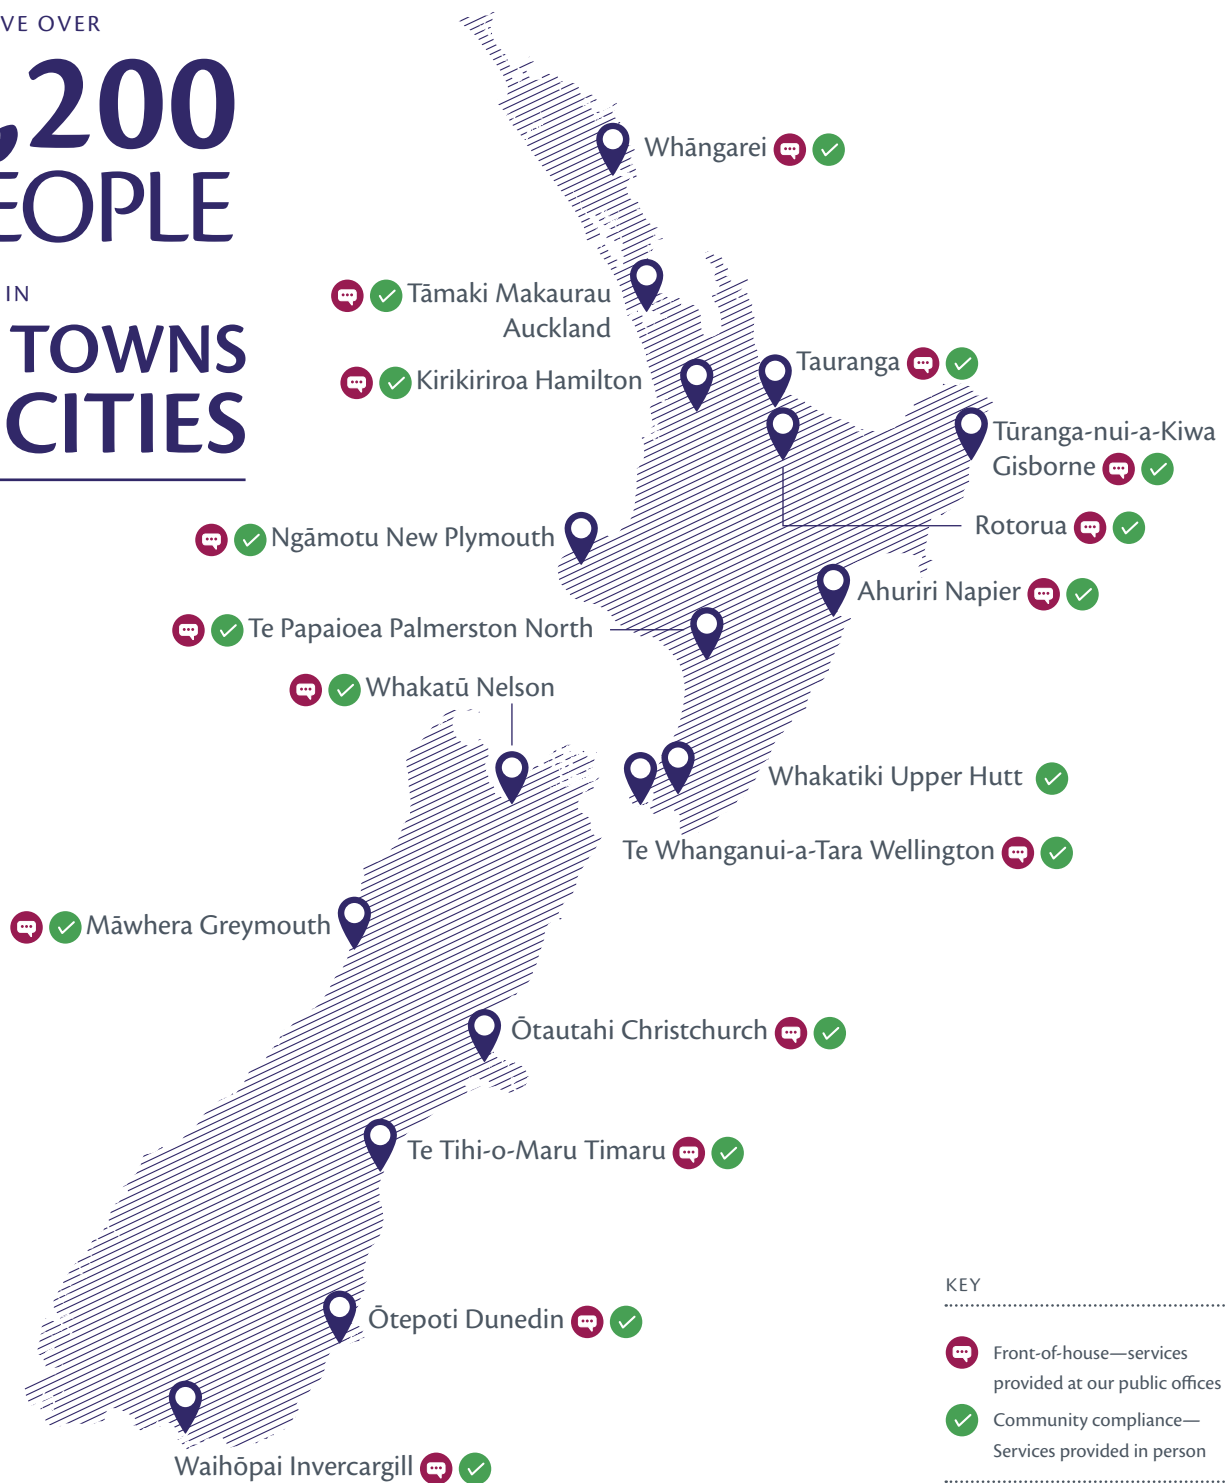 VE OVER
,200
EOPLE
IN
TOWNS
CITIES
Whāngarei
Tāmaki Makaurau
Auckland
Kirikiriroa Hamilton
Tauranga
Tūranga-nui-a-Kiwa
Gisborne
Rotorua
Ngāmotu New Plymouth
Ahuriri Napier
Te Papaioea Palmerston North
Whakatū Nelson
Whakatiki Upper Hutt
Te Whanganui-a-Tara Wellington
Māwhera Greymouth
Ōtautahi Christchurch
Te Tihi-o-Maru Timaru
Ōtepoti Dunedin
Waihōpai Invercargill
KEY
Front-of-house—services
provided at our public offices
Community compliance—
Services provided in person